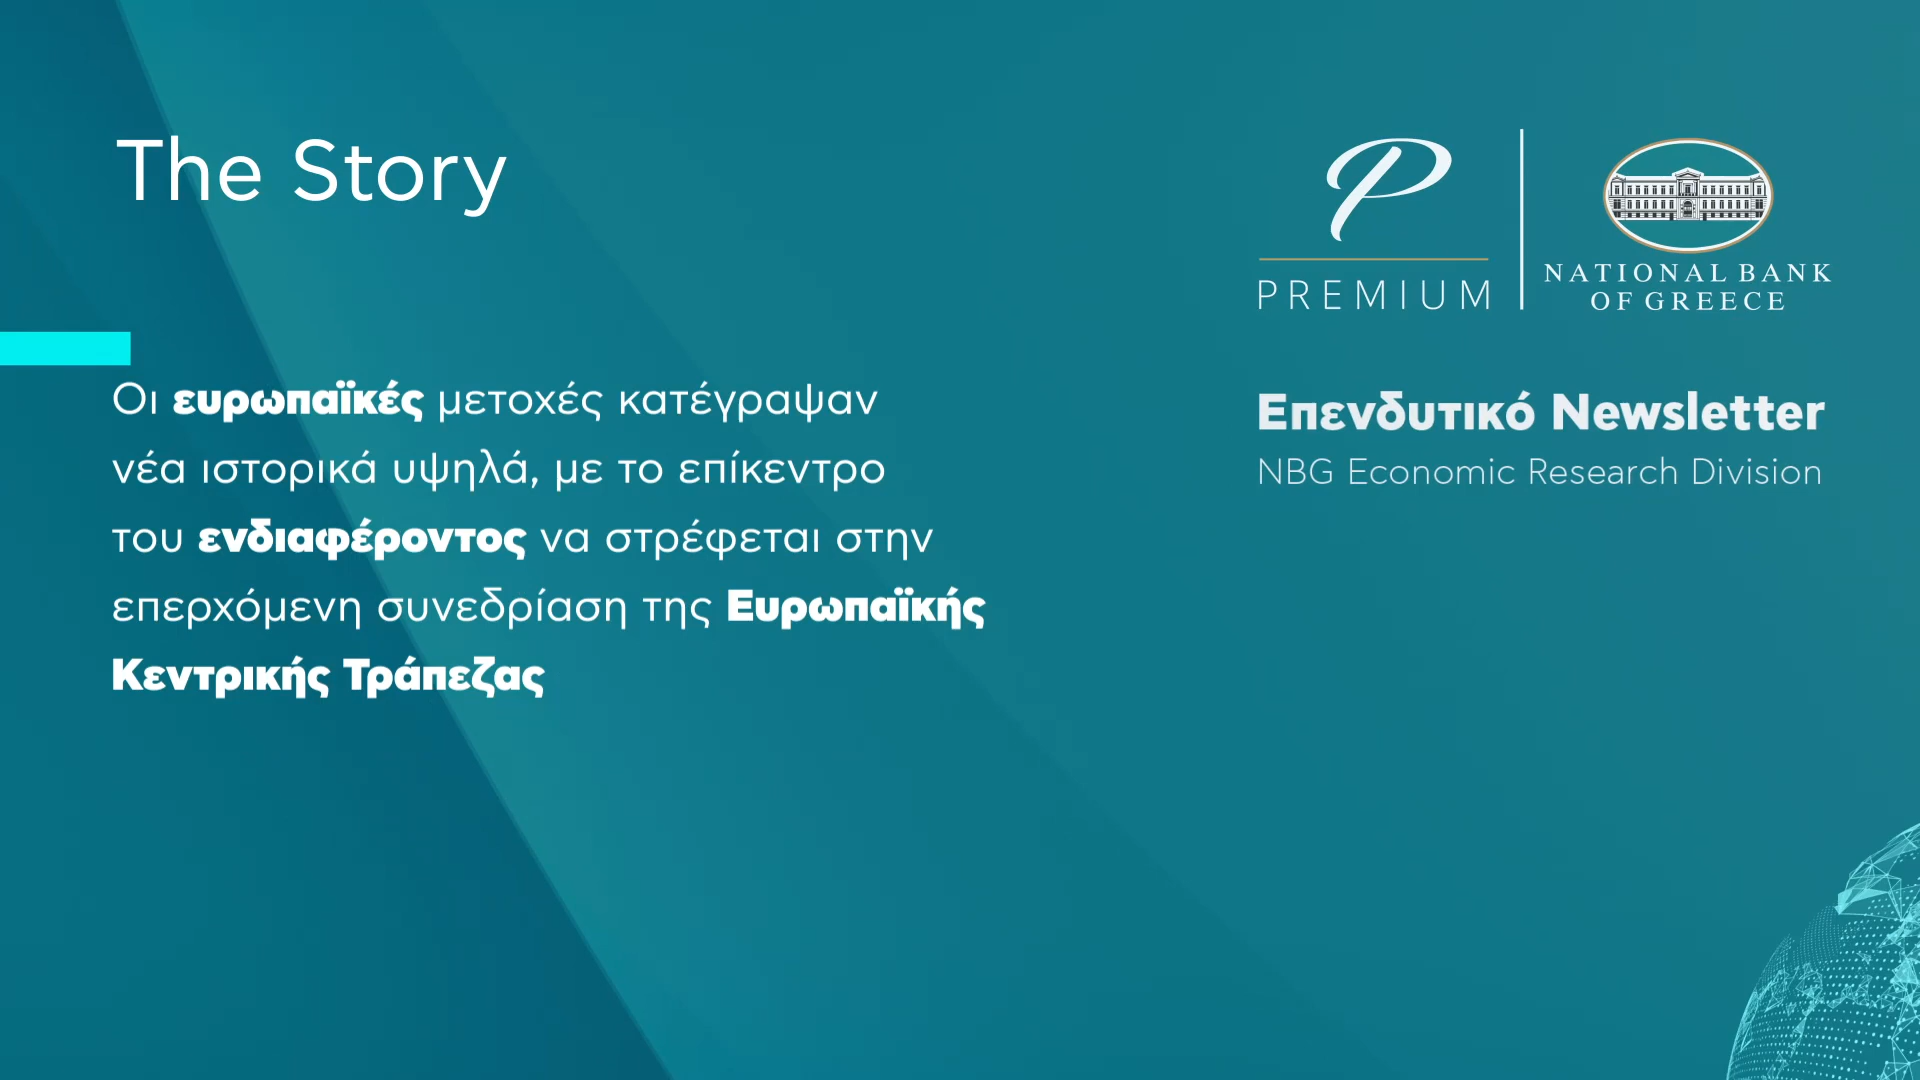 The Story
Οι ευρωπαϊκές μετοχές κατέγραψαν
νέα ιστορικά υψηλά, με το επίκεντρο
του ενδιαφέροντος να στρέφεται στην
επερχόμενη συνεδρίαση της Ευρωπαϊκής
Κεντρικής Τράπεζας
P
PREMIUM
NATIONAL BANK
OF GREECE
Επενδυτικό Newsletter
NBG Economic Research Division